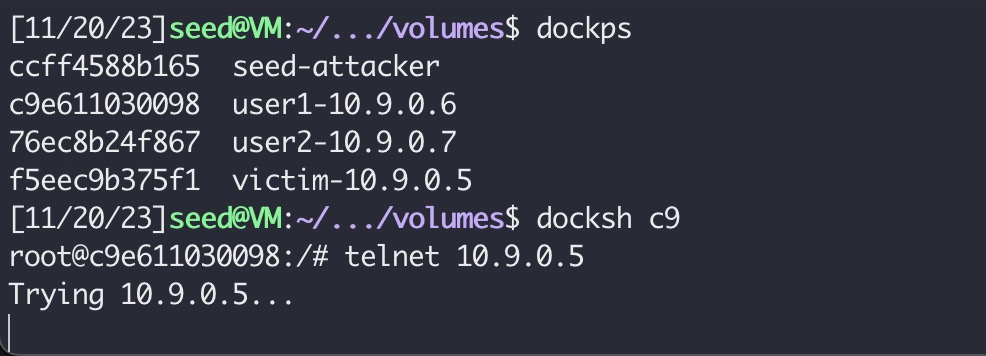 [11/20/23]seed@VM:~/.../volumes$ dockps
ccff4588b165  seed-attacker
c9e611030098  user1-10.9.0.6
76ec8b24f867  user2-10.9.0.7
f5eec9b375f1  victim-10.9.0.5
[11/20/23]seed@VM:~/.../volumes$ docksh c9
root@c9e611030098:/# telnet 10.9.0.5
Trying 10.9.0.5...